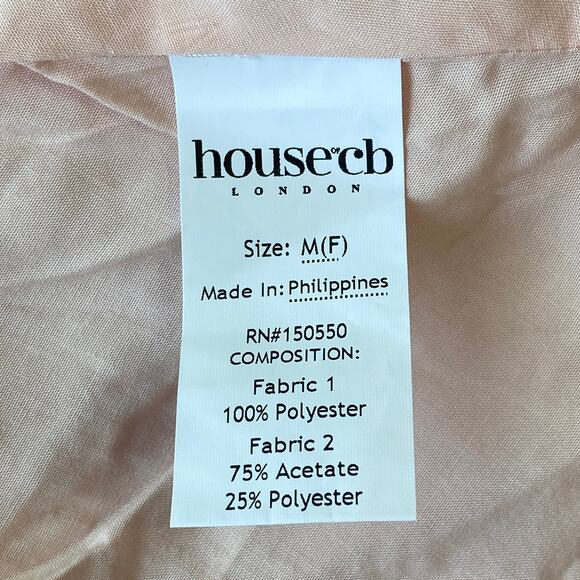 house of cb
LONDON
Size: M(F)
Made In: Philippines
RN#150550
COMPOSITION:
Fabric 1
100% Polyester
Fabric 2
75% Acetate
25% Polyester